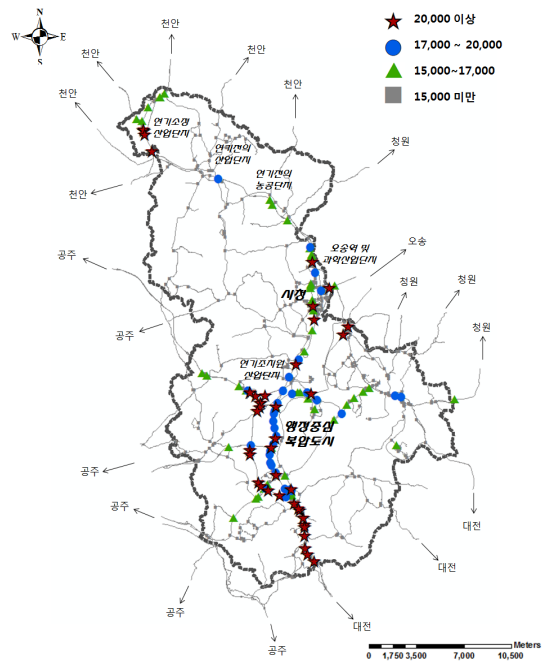 N
W
E
S
20,000 이상
17,000 ~ 20,000
15,000~17,000
15,000 미만
천안
천안
천안
천안
천안
천안
청원
공주
오송
청원
청원
청원
공주
공주
공주
공주
공주
대전
대전
대전
연기소정
산업단지
연기전의
산업단지
연기전의
농공단지
오송역 및
과학산업단지
시청
연기조치원
산업단지
행정중심
복합도시
Meters
0 1,750 3,500 7,000 10,500